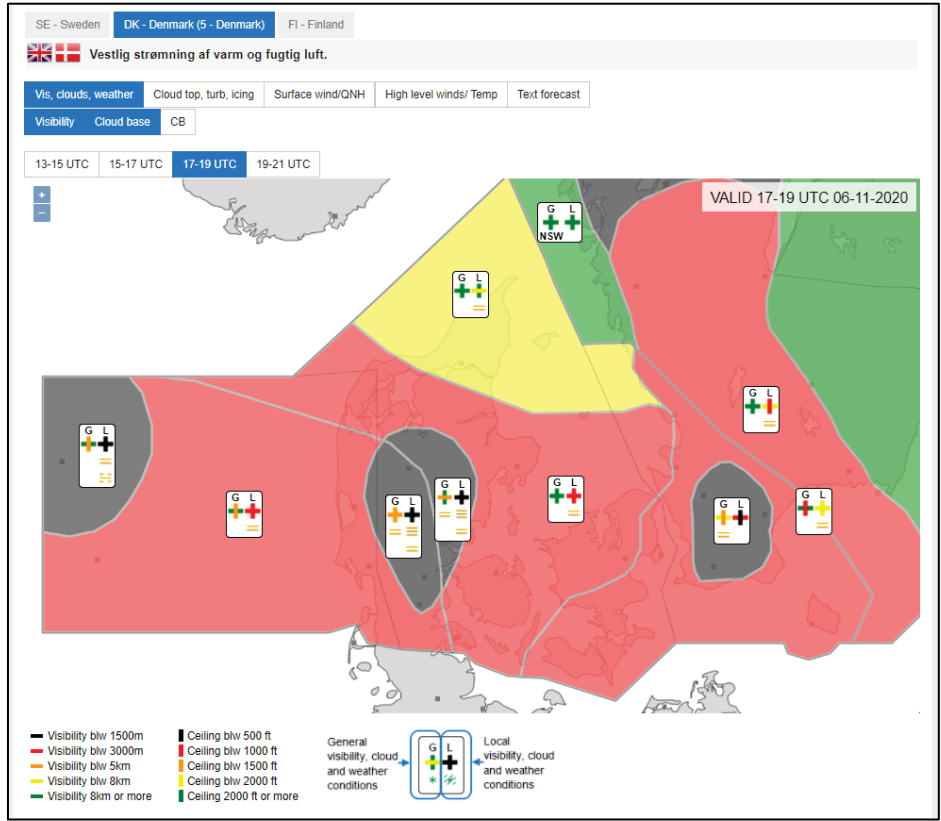 SE - Sweden DK - Denmark (5 - Denmark) FI - Finland
Vestlig strømning af varm og fugtig luft.
Vis, clouds, weather Cloud top, turb, icing Surface wind/QNH High level winds/ Temp Text forecast
Visibility Cloud base CB
13-15 UTC 15-17 UTC 17-19 UTC 19-21 UTC
+
−
VALID 17-19 UTC 06-11-2020
G L
NSW
G L
G L
G L
G L
G L
G L
G L
G L
G L
Visibility blw 1500m
Visibility blw 3000m
Visibility blw 5km
Visibility blw 8km
Visibility 8km or more
Ceiling blw 500 ft
Ceiling blw 1000 ft
Ceiling blw 1500 ft
Ceiling blw 2000 ft
Ceiling 2000 ft or more
General
visibility, cloud
and weather
conditions
G L
Local
visibility, cloud
and weather
conditions